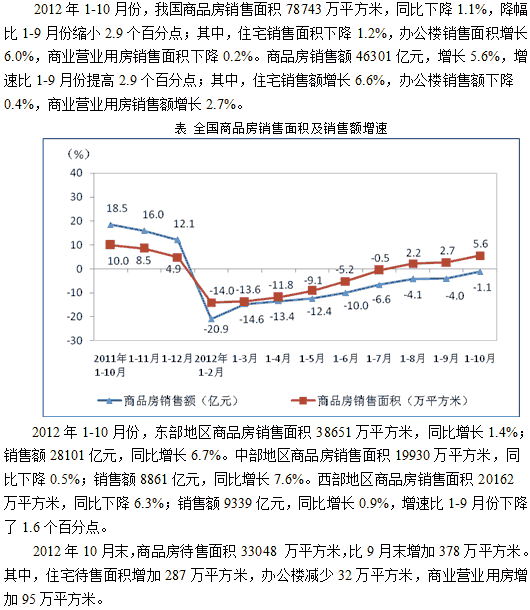 2012 年 1-10 月份，我国商品房销售面积 78743 万平方米，同比下降 1.1%，降幅
比 1-9 月份缩小 2.9 个百分点；其中，住宅销售面积下降 1.2%，办公楼销售面积增长
6.0%，商业营业用房销售面积下降 0.2%。商品房销售额 46301 亿元，增长 5.6%，增
速比 1-9 月份提高 2.9 个百分点；其中，住宅销售额增长 6.6%，办公楼销售额下降
0.4%，商业营业用房销售额增长 2.7%。
表 全国商品房销售面积及销售额增速
（%）
40
30
20
10
0
-10
-20
-30
18.5 16.0 12.1
10.0 8.5 4.9
-14.0 -13.6 -11.8 -9.1 -5.2 -0.5 2.2 2.7 5.6
-20.9 -14.6 -13.4 -12.4 -10.0 -6.6 -4.1 -4.0 -1.1
2011年 1-11月 1-12月 2012年 1-3月 1-4月 1-5月 1-6月 1-7月 1-8月 1-9月 1-10月
1-10月 1-2月
商品房销售额（亿元） 商品房销售面积（万平方米）
2012 年 1-10 月份，东部地区商品房销售面积 38651 万平方米，同比增长 1.4%；
销售额 28101 亿元，同比增长 6.7%。中部地区商品房销售面积 19930 万平方米，同
比下降 0.5%；销售额 8861 亿元，同比增长 7.6%。西部地区商品房销售面积 20162
万平方米，同比下降 6.3%；销售额 9339 亿元，同比增长 0.9%，增速比 1-9 月份下降
了 1.6 个百分点。
2012 年 10 月末，商品房待售面积 33048 万平方米，比 9 月末增加 378 万平方米。
其中，住宅待售面积增加 287 万平方米，办公楼减少 32 万平方米，商业营业用房增
加 95 万平方米。